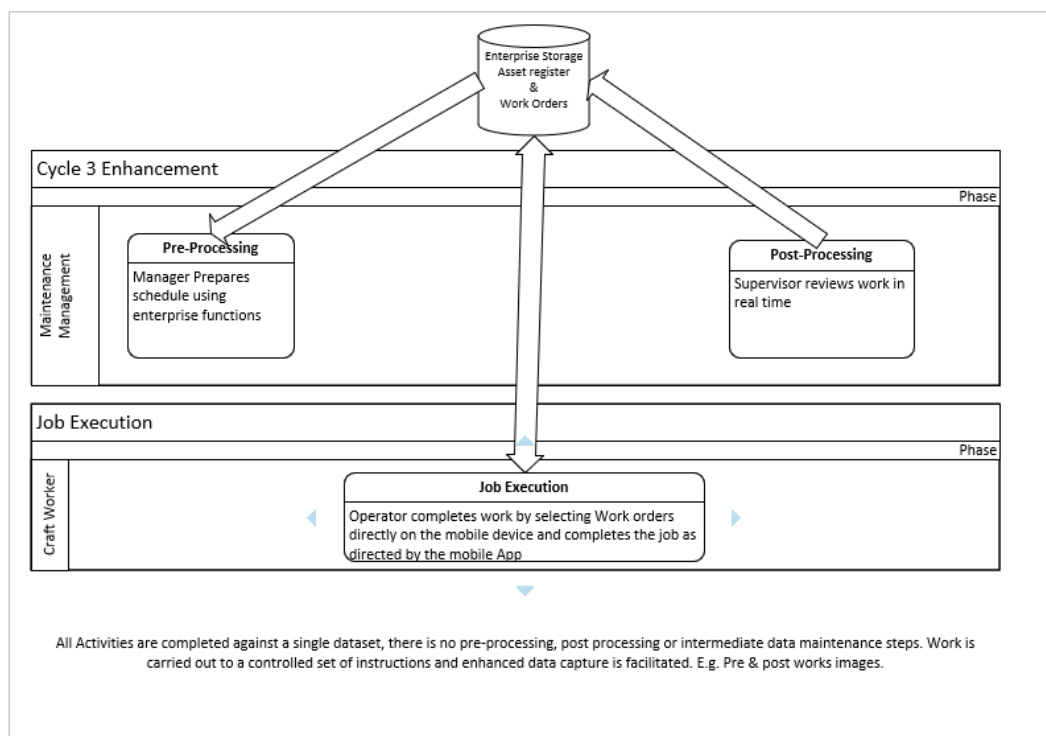 Enterprise Storage
Asset register
&
Work Orders
Cycle 3 Enhancement
Phase
Maintenance
Management
Pre-Processing
Manager Prepares
schedule using
enterprise functions
Post-Processing
Supervisor reviews work in
real time
Job Execution
Phase
Craft Worker
Job Execution
Operator completes work by selecting Work orders
directly on the mobile device and completes the job as
directed by the mobile App
All Activities are completed against a single dataset, there is no pre-processing, post processing or intermediate data maintenance steps. Work is
carried out to a controlled set of instructions and enhanced data capture is facilitated. E.g. Pre & post works images.